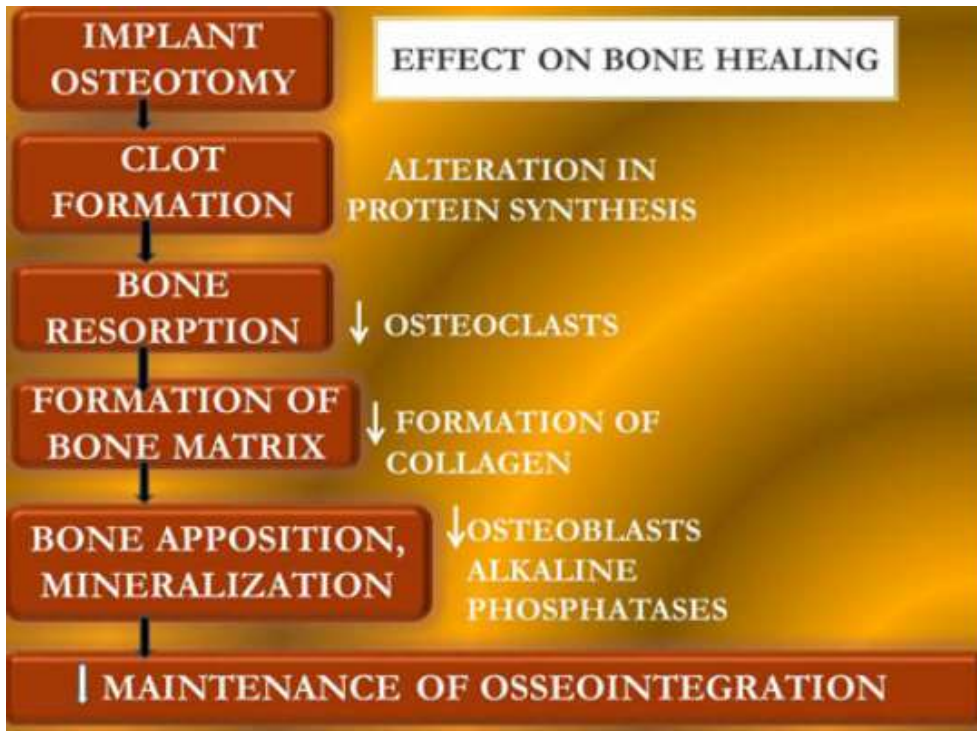 IMPLANT
OSTEOTOMY
EFFECT ON BONE HEALING
CLOT
FORMATION
ALTERATION IN
PROTEIN SYNTHESIS
BONE
RESORPTION
↓ OSTEOCLASTS
FORMATION OF
BONE MATRIX
↓ FORMATION OF
COLLAGEN
BONE APPOSITION,
MINERALIZATION
↓OSTEOBLASTS
ALKALINE
PHOSPHATASES
MAINTENANCE OF OSSEOINTEGRATION